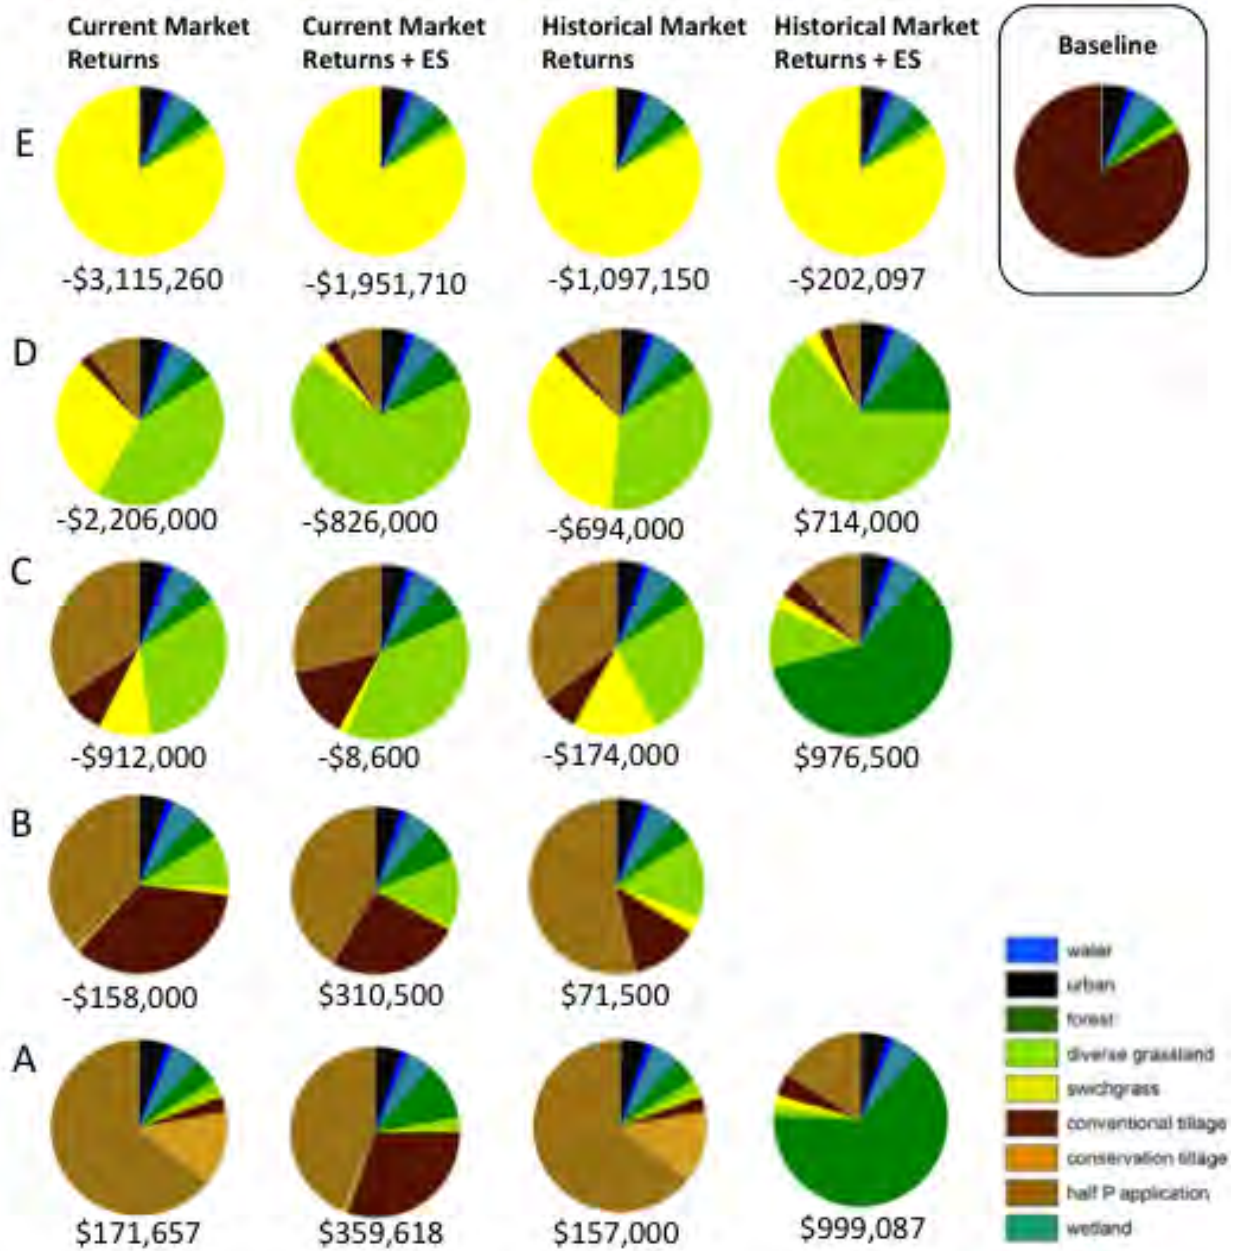 Current Market
Returns
Current Market
Returns + ES
Historical Market
Returns
Historical Market
Returns + ES
Baseline
E
-$3,115,260
-$1,951,710
-$1,097,150
-$202,097
D
-$2,206,000
-$826,000
-$694,000
$714,000
C
-$912,000
-$8,600
-$174,000
$976,500
B
-$158,000
$310,500
$71,500
A
$171,657
$359,618
$157,000
$999,087
water
urban
forest
diverse grassland
swichgrass
conventional tillage
conservation tillage
half P application
wetland